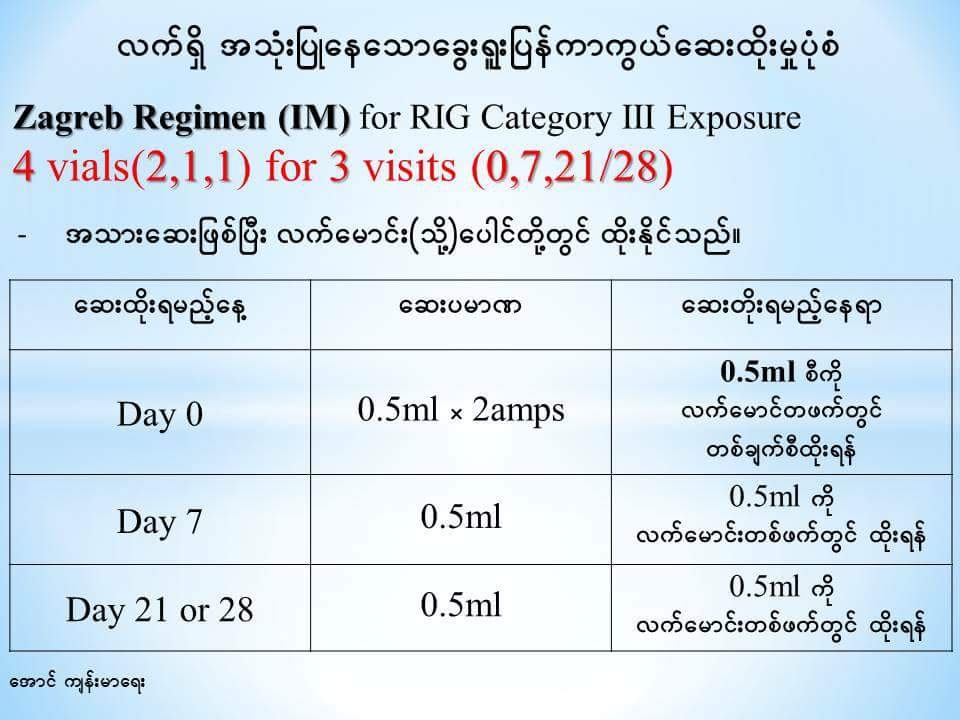 လက်ရှိ အသုံးပြုနေသောခွေးရူးပြန်ကာကွယ်ဆေးထိုးမှုပုံစံ
Zagreb Regimen (IM) for RIG Category III Exposure
4 vials(2,1,1) for 3 visits (0,7,21/28)
- အသားဆေးဖြစ်ပြီး လက်မောင်း(သို့)ပေါင်တို့တွင် ထိုးနိုင်သည်။
ဆေးထိုးရမည့်နေ့ ဆေးပမာဏ ဆေးတိုးရမည့်နေရာ
Day 0 0.5ml × 2amps 0.5ml စီကို
လက်မောင်တဖက်တွင်
တစ်ချက်စီထိုးရန်
Day 7 0.5ml 0.5ml ကို
လက်မောင်းတစ်ဖက်တွင် ထိုးရန်
Day 21 or 28 0.5ml 0.5ml ကို
လက်မောင်းတစ်ဖက်တွင် ထိုးရန်
အောင် ကျန်းမာရေး